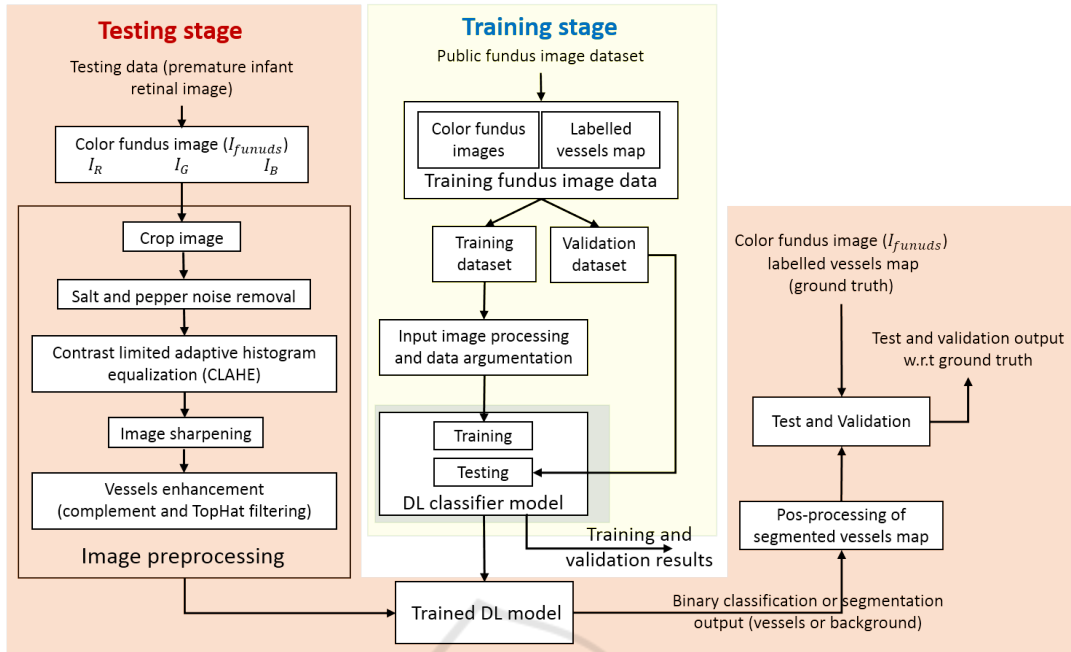 Testing stage
Testing data (premature infant
retinal image)
Color fundus image (I_funuds)
I_R I_G I_B
Crop image
Salt and pepper noise removal
Contrast limited adaptive histogram
equalization (CLAHE)
Image sharpening
Vessels enhancement
(complement and TopHat filtering)
Image preprocessing
Training stage
Public fundus image dataset
Color fundus
images
Labelled
vessels map
Training fundus image data
Training
dataset
Validation
dataset
Input image processing
and data argumentation
Training
Testing
DL classifier model
Training and
validation results
Trained DL model
Binary classification or segmentation
output (vessels or background)
Pos-processing of
segmented vessels map
Test and Validation
Color fundus image (I_funuds)
labelled vessels map
(ground truth)
Test and validation output
w.r.t ground truth